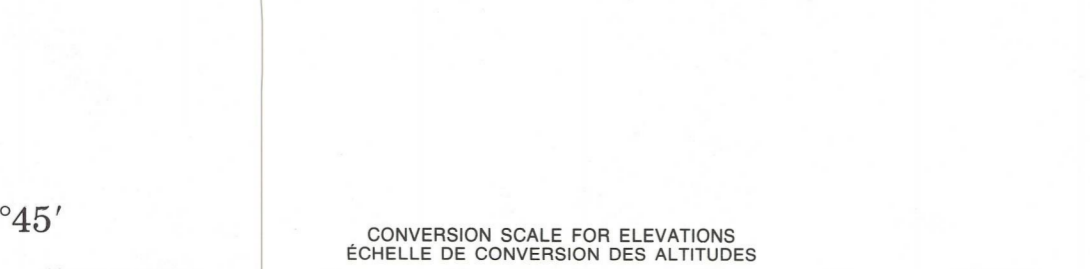 °45′
CONVERSION SCALE FOR ELEVATIONS
ÉCHELLE DE CONVERSION DES ALTITUDES